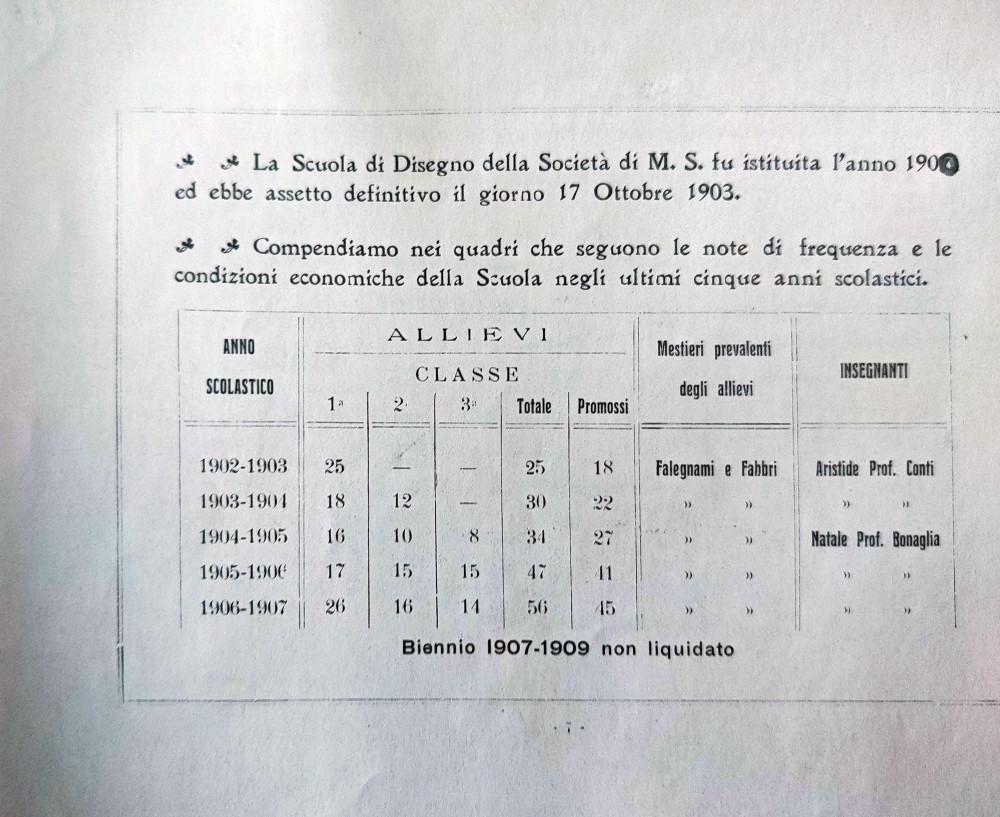 La Scuola di Disegno della Società di M. S. fu istituita l'anno
ed ebbe assetto definitivo il giorno 17 Ottobre 1903.
Compendiamo nei quadri che seguono le note di frequenza e le
condizioni economiche della Scuola negli ultimi cinque anni scolastici.
ANNO SCOLASTICO
ALLIEVI
CLASSE
1ª 2ª 3ª Totale Promossi
Mestieri prevalenti
degli allievi
INSEGNANTI
1902-1903 25 — — 25 18 Falegnami e Fabbri Aristide Prof. Conti
1903-1904 18 12 — 30 22 » » » »
1904-1905 16 10 8 34 27 » » Natale Prof. Bonaglia
1905-1906 17 15 15 47 41 » » » »
1906-1907 26 16 14 56 45 » » » »
Biennio 1907-1909 non liquidato